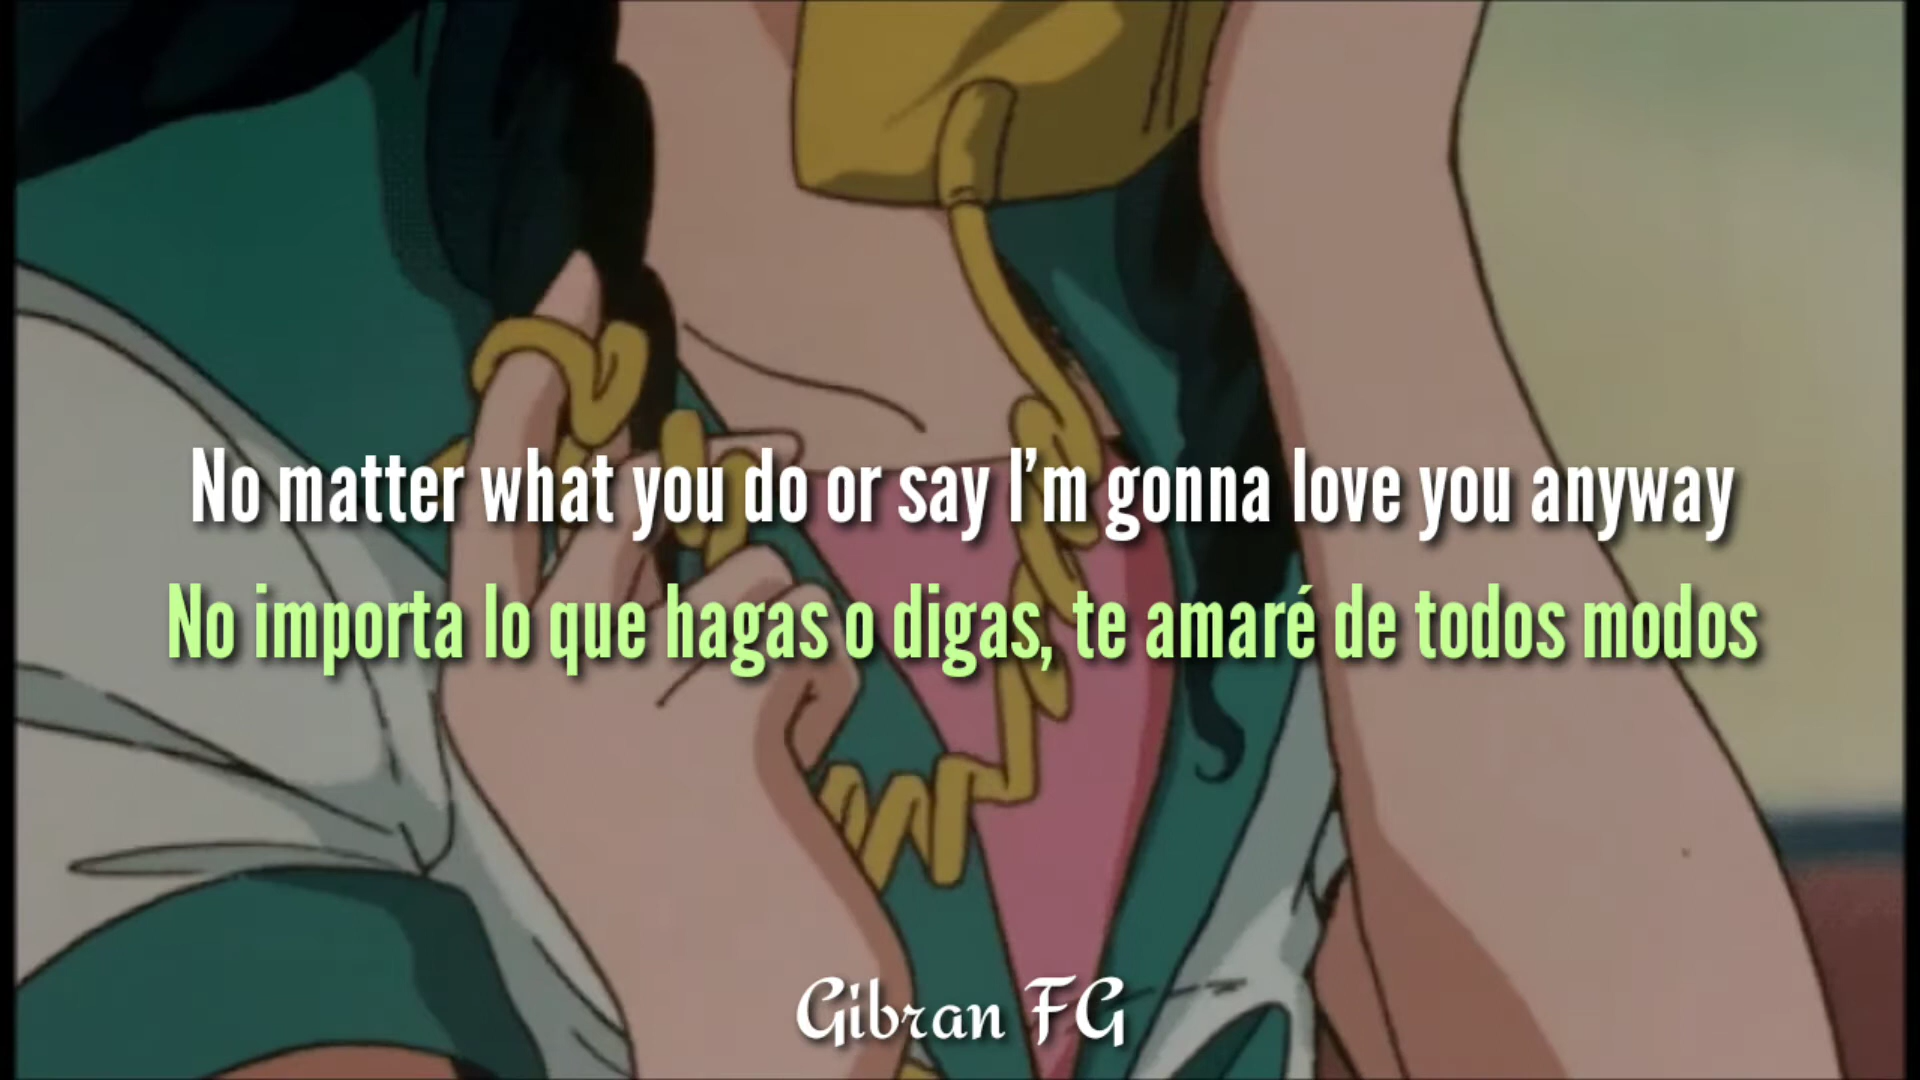 No matter what you do or say I'm gonna love you anyway
No importa lo que hagas o digas, te amaré de todos modos
Gibran FG